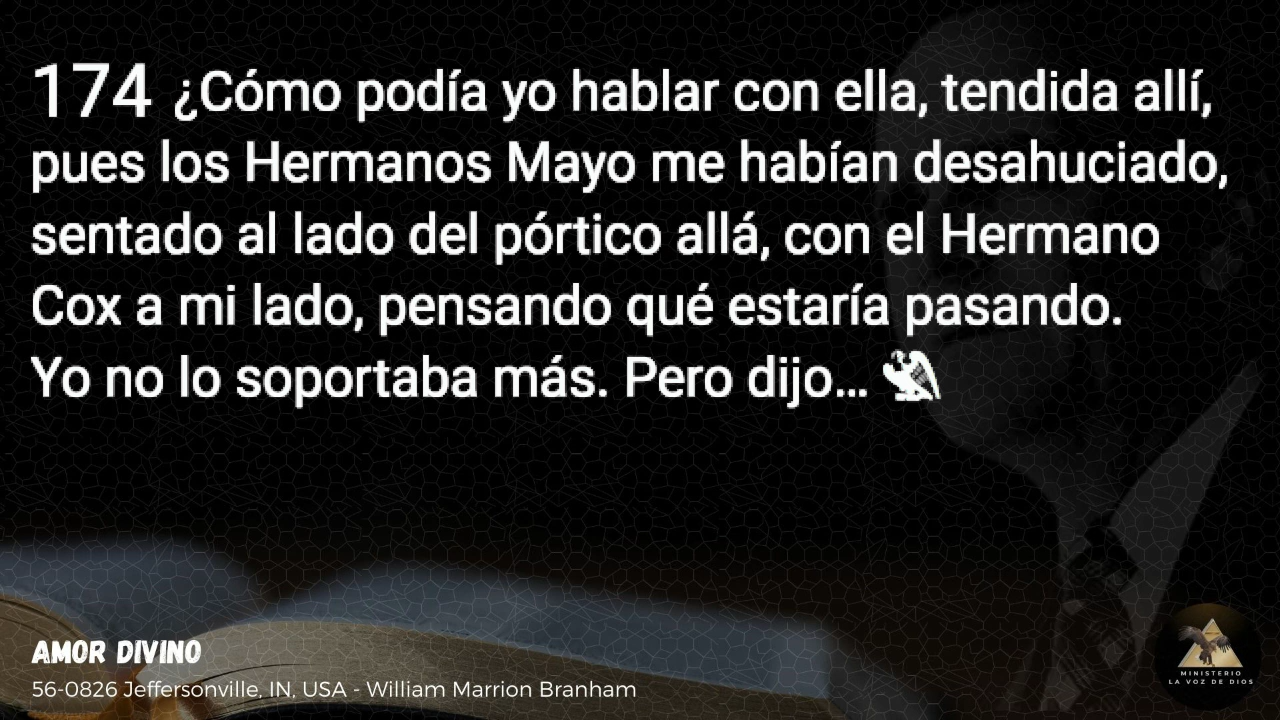 174 ¿Cómo podía yo hablar con ella, tendida allí,
pues los Hermanos Mayo me habían desahuciado,
sentado al lado del pórtico allá, con el Hermano
Cox a mi lado, pensando qué estaría pasando.
Yo no lo soportaba más. Pero dijo...
AMOR DIVINO
56-0826 Jeffersonville, IN, USA - William Marrion Branham
MINISTERIO
LA VOZ DE DIOS